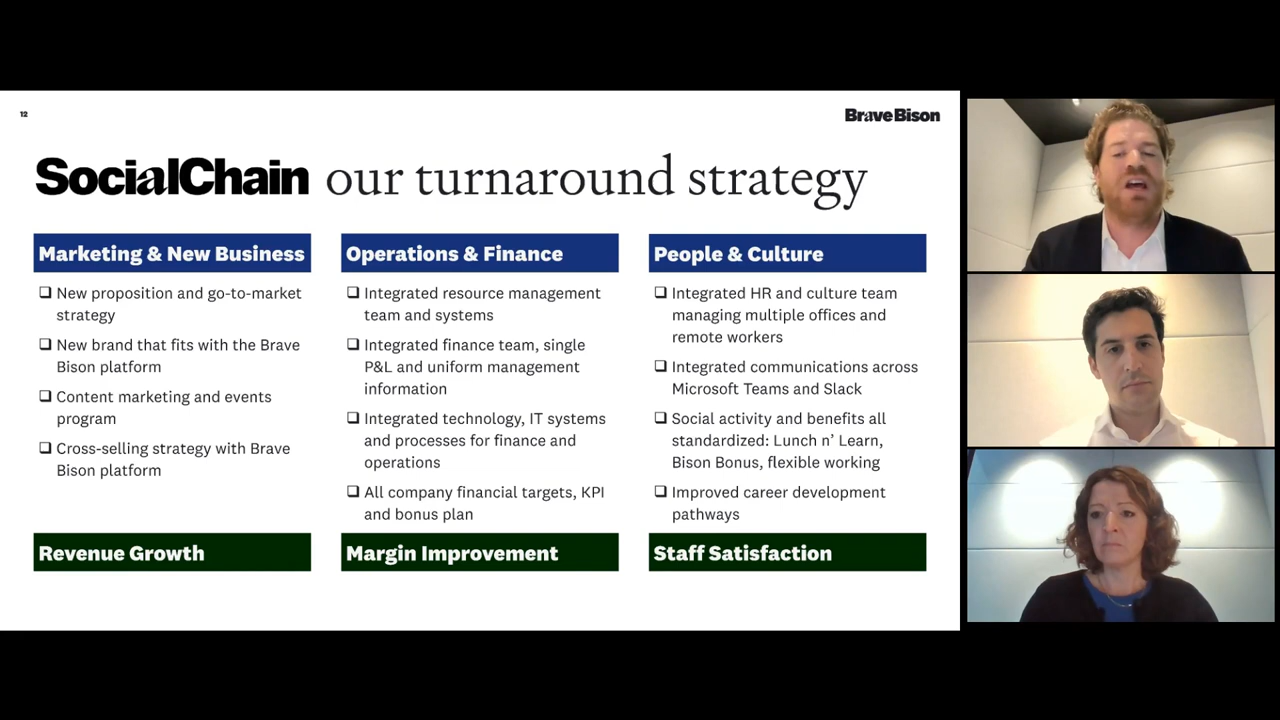 12
BraveBison
SocialChain our turnaround strategy
Marketing & New Business
❑ New proposition and go-to-market
strategy
❑ New brand that fits with the Brave
Bison platform
❑ Content marketing and events
program
❑ Cross-selling strategy with Brave
Bison platform
Revenue Growth
Operations & Finance
❑ Integrated resource management
team and systems
❑ Integrated finance team, single
P&L and uniform management
information
❑ Integrated technology, IT systems
and processes for finance and
operations
❑ All company financial targets, KPI
and bonus plan
Margin Improvement
People & Culture
❑ Integrated HR and culture team
managing multiple offices and
remote workers
❑ Integrated communications across
Microsoft Teams and Slack
❑ Social activity and benefits all
standardized: Lunch n’ Learn,
Bison Bonus, flexible working
❑ Improved career development
pathways
Staff Satisfaction